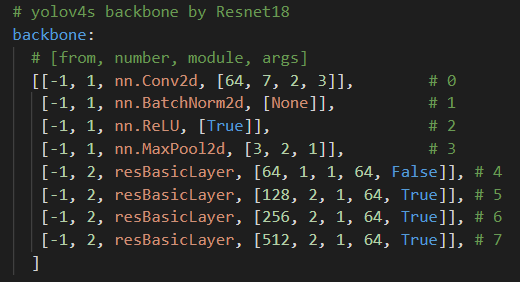 # yolov4s backbone by Resnet18
backbone:
# [from, number, module, args]
[[-1, 1, nn.Conv2d, [64, 7, 2, 3]], # 0
[-1, 1, nn.BatchNorm2d, [None]], # 1
[-1, 1, nn.ReLU, [True]], # 2
[-1, 1, nn.MaxPool2d, [3, 2, 1]], # 3
[-1, 2, resBasicLayer, [64, 1, 1, 64, False]], # 4
[-1, 2, resBasicLayer, [128, 2, 1, 64, True]], # 5
[-1, 2, resBasicLayer, [256, 2, 1, 64, True]], # 6
[-1, 2, resBasicLayer, [512, 2, 1, 64, True]], # 7
]